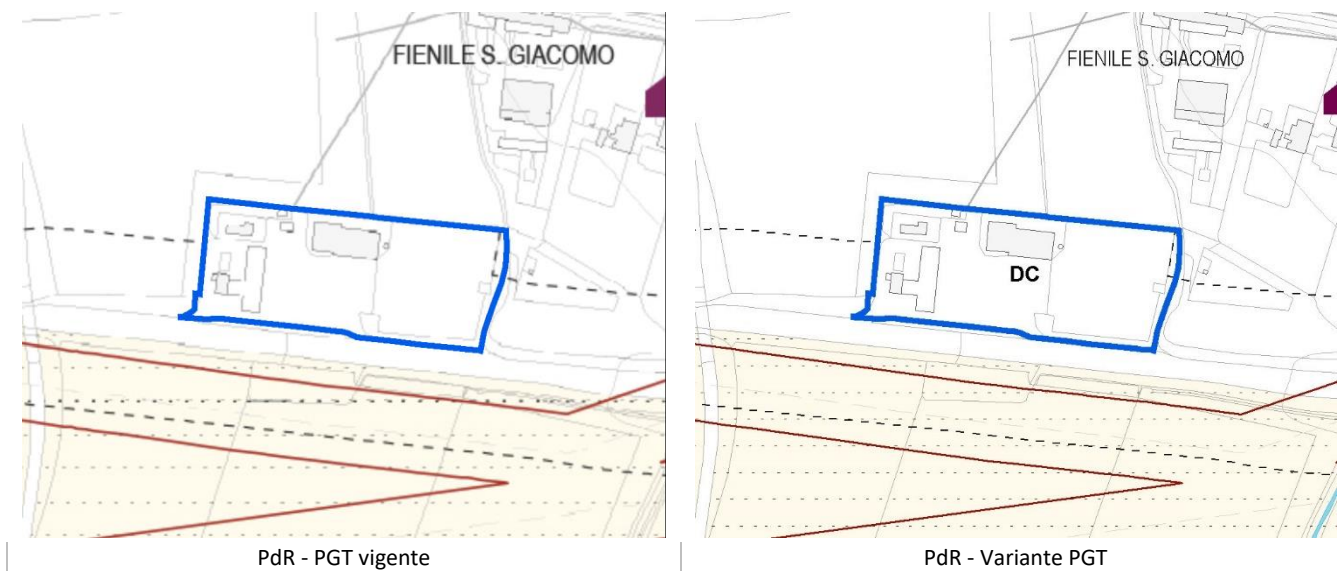 FIENILE S. GIACOMO
FIENILE S. GIACOMO
DC
PdR - PGT vigente
PdR - Variante PGT